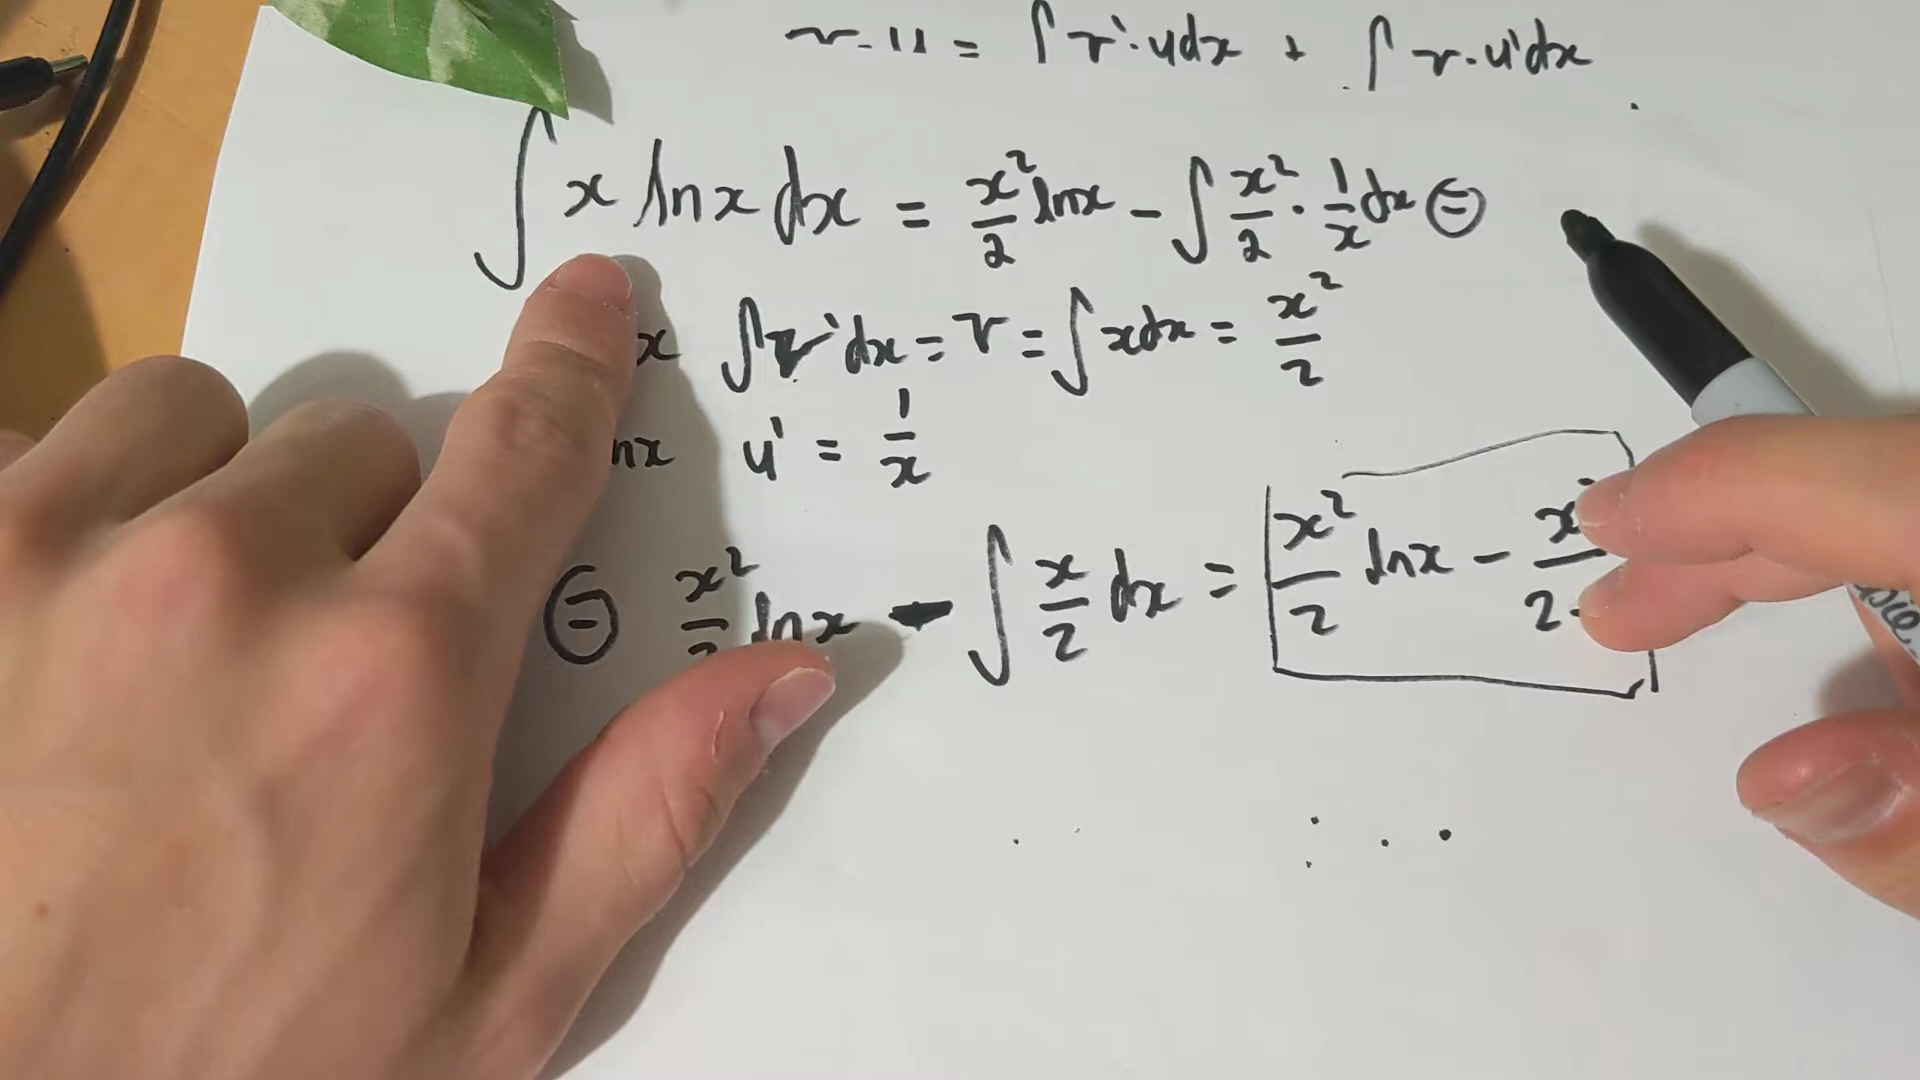 v·u = ∫ v'·u dx + ∫ v·u' dx
∫ x ln x dx = x²/2 ln x - ∫ x²/2 · 1/x dx ⊖
x ∫ v' dx = v = ∫ x dx = x²/2
nx u' = 1/x
⊖ x²/2 ln x - ∫ x/2 dx = x²/2 ln x - x²/2·